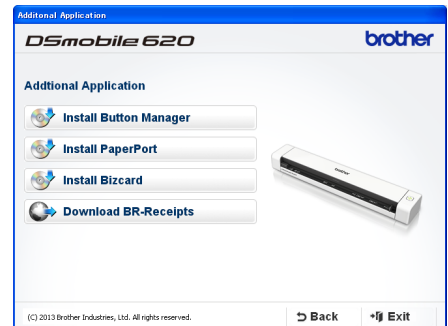 Additonal Application
DSmobile 620
brother
Addtional Application
Install Button Manager
Install PaperPort
Install Bizcard
Download BR-Receipts
brother
(C) 2013 Brother Industries, Ltd. All rights reserved.
Back
Exit